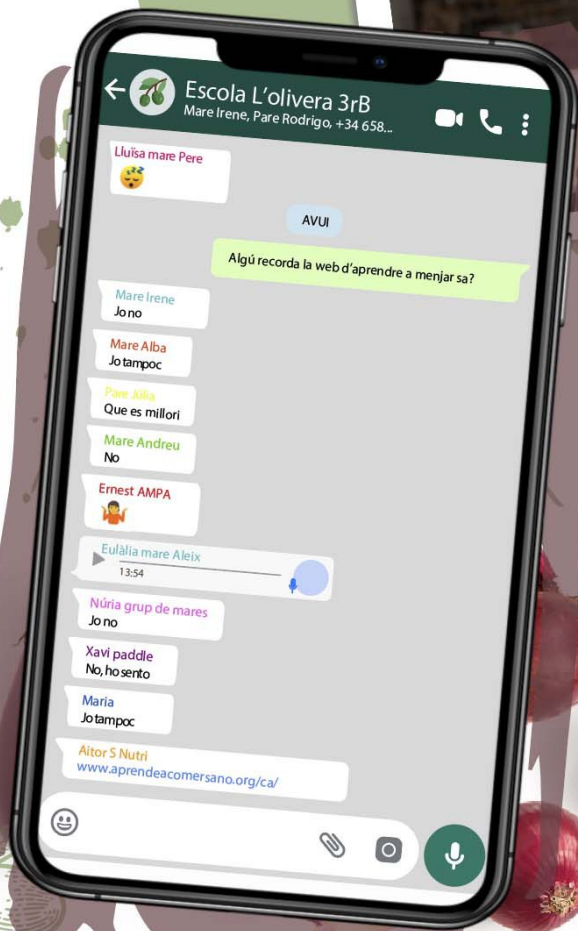 Escola L'olivera 3rB
Mare Irene, Pare Rodrigo, +34 658...
Lluïsa mare Pere
AVUI
Algú recorda la web d'aprendre a menjar sa?
Mare Irene
Jo no
Mare Alba
Jo tampoc
Pare Júlia
Que es millori
Mare Andreu
No
Ernest AMPA
Eulàlia mare Aleix
13:54
Núria grup de mares
Jo no
Xavi paddle
No, ho sento
Maria
Jo tampoc
Aitor S Nutri
www.aprendeacomersano.org/ca/